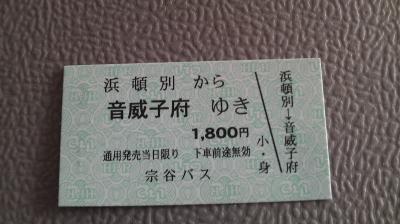 浜頓別 から
音威子府 ゆき
1,800円
通用発売当日限り 下車前途無効
宗谷バス
小・身
浜頓別→音威子府